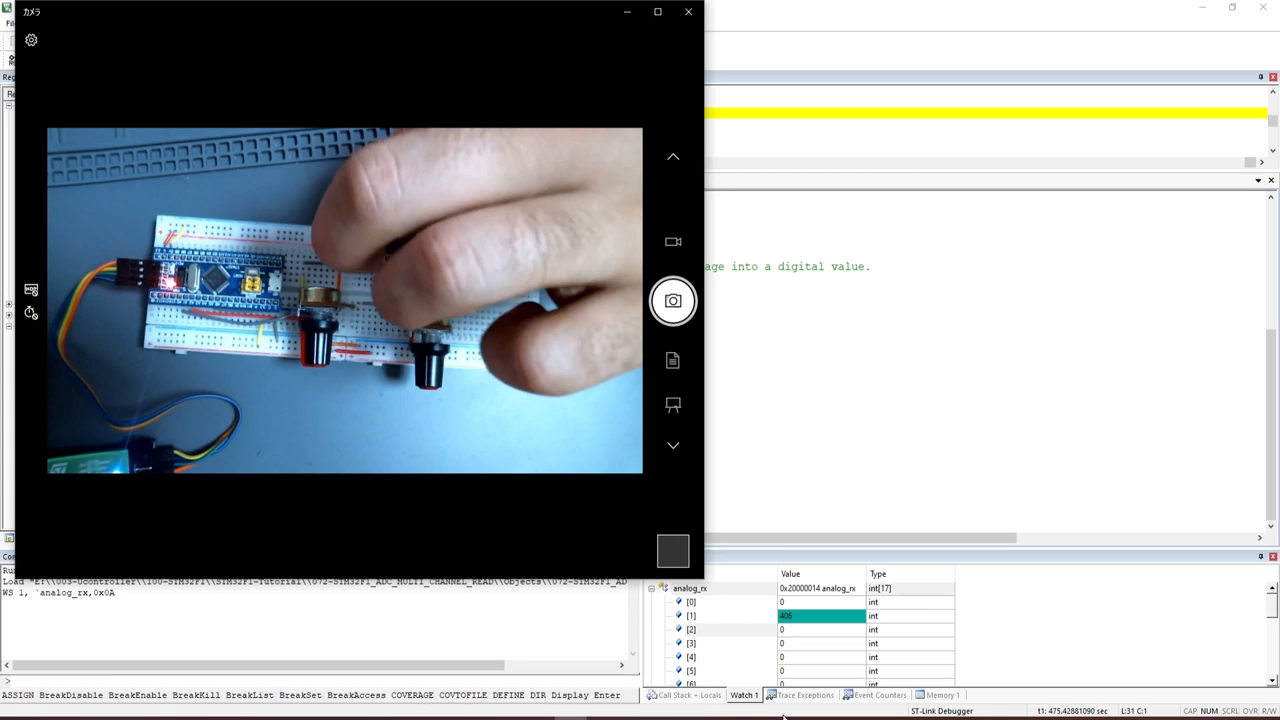 カメラ
age into a digital value.
Load "E:\\003-Ucontroller\\100-STM32F1\\STM32F1-Tutorial\\072-STM32F1_ADC_MULTI_CHANNEL_READ\\Objects\\072-STM32F1_AD
WS 1, `analog_rx,0x0A
Value Type
analog_rx 0x20000014 analog_rx int[17]
[0] 0 int
[1] 406 int
[2] 0 int
[3] 0 int
[4] 0 int
[5] 0 int
>
ASSIGN BreakDisable BreakEnable BreakKill BreakList BreakSet BreakAccess COVERAGE COVTOFILE DEFINE DIR Display Enter
Call Stack + Locals Watch 1 Trace Exceptions Event Counters Memory 1
ST-Link Debugger t1: 475.42881090 sec L:31 C:1 CAP NUM SCRL OVR R/W